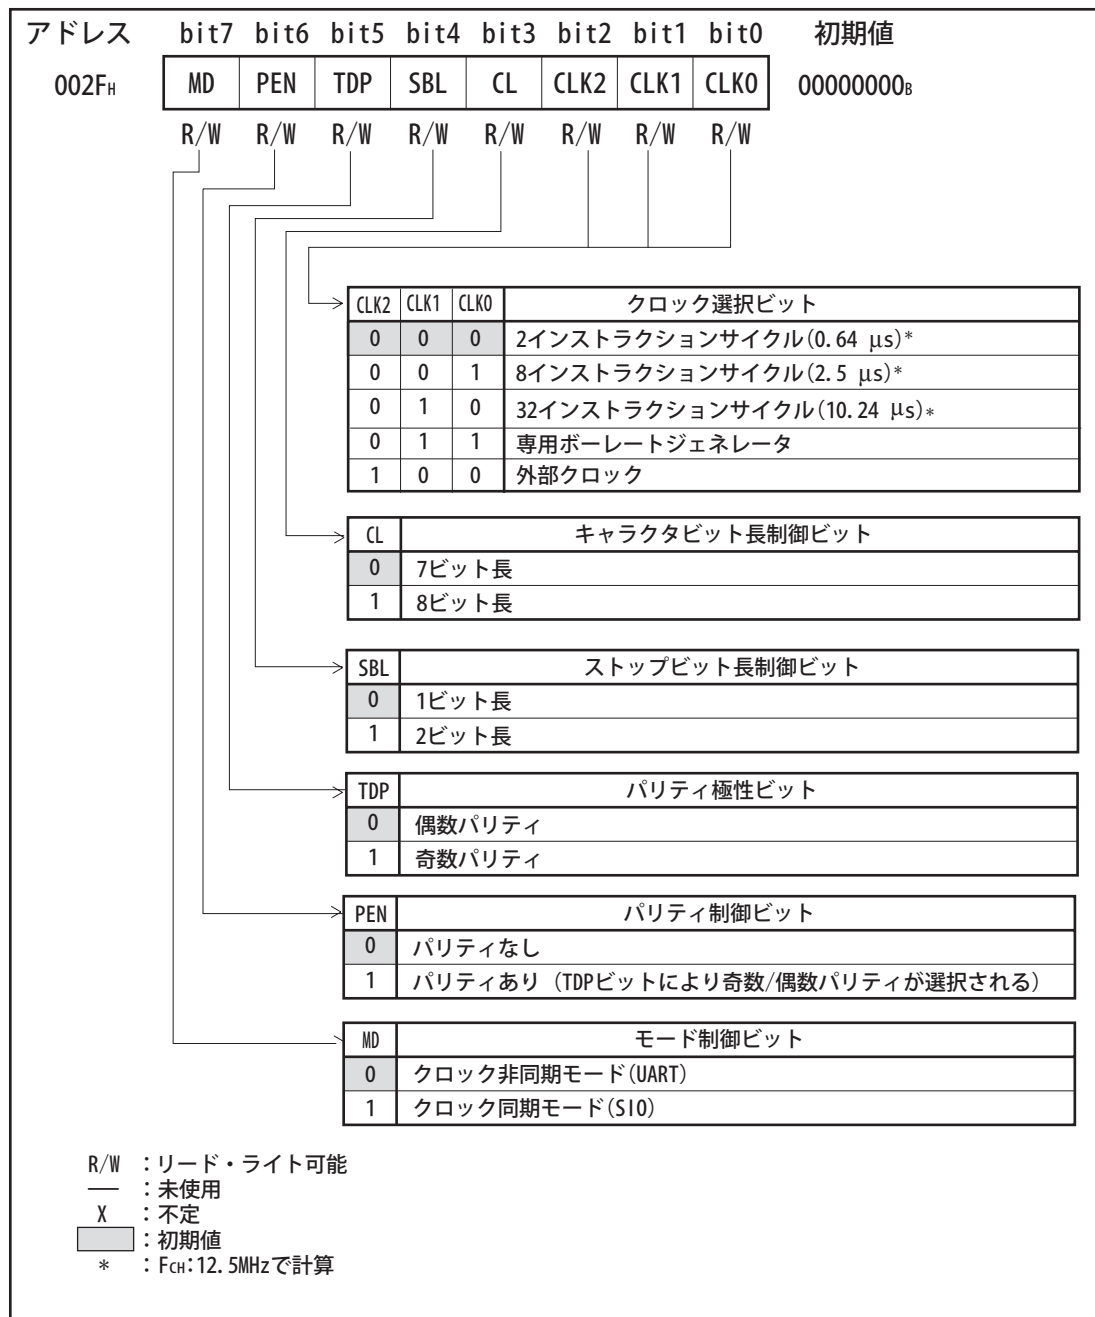 アドレス bit7 bit6 bit5 bit4 bit3 bit2 bit1 bit0 初期値
002FH MD PEN TDP SBL CL CLK2 CLK1 CLK0 00000000B
R/W R/W R/W R/W R/W R/W R/W R/W
CLK2 CLK1 CLK0 クロック選択ビット
0 0 0 2インストラクションサイクル(0.64 μs)*
0 0 1 8インストラクションサイクル(2.5 μs)*
0 1 0 32インストラクションサイクル(10.24 μs)*
0 1 1 専用ボーレートジェネレータ
1 0 0 外部クロック
CL キャラクタビット長制御ビット
0 7ビット長
1 8ビット長
SBL ストップビット長制御ビット
0 1ビット長
1 2ビット長
TDP パリティ極性ビット
0 偶数パリティ
1 奇数パリティ
PEN パリティ制御ビット
0 パリティなし
1 パリティあり (TDPビットにより奇数/偶数パリティが選択される)
MD モード制御ビット
0 クロック非同期モード(UART)
1 クロック同期モード(SIO)
R/W :リード・ライト可能
— :未使用
X :不定
:初期値
* :FCH:12.5MHzで計算